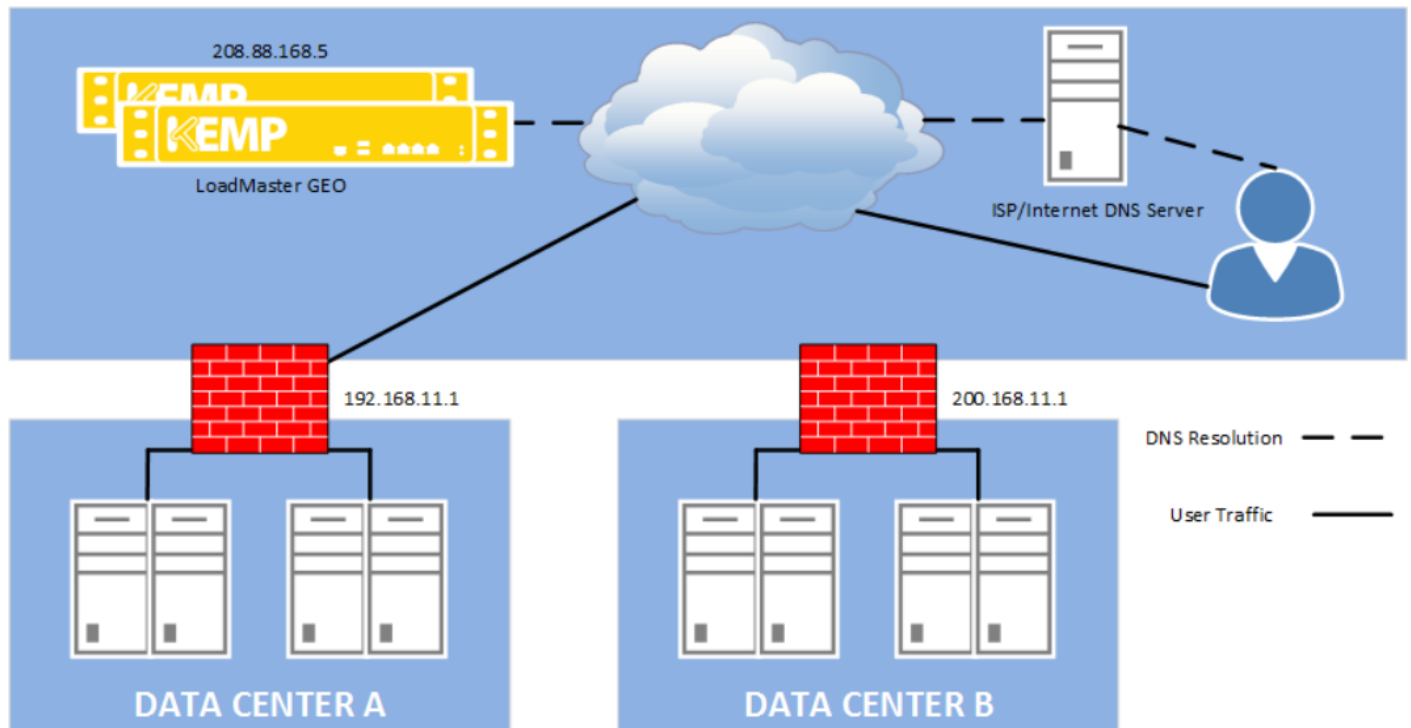 208.88.168.5
KEMP
KEMP
LoadMaster GEO
ISP/Internet DNS Server
192.168.11.1
200.168.11.1
DNS Resolution
User Traffic
DATA CENTER A
DATA CENTER B